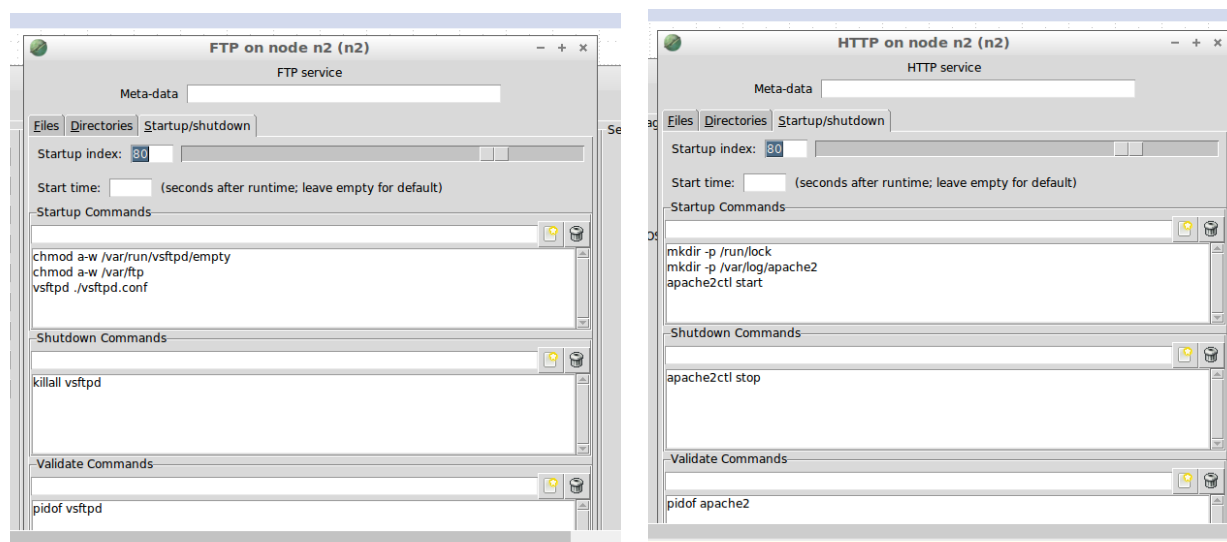 FTP on node n2 (n2)
FTP service
Meta-data
Files Directories Startup/shutdown
Se
Startup index: 80
Start time: (seconds after runtime; leave empty for default)
Startup Commands
chmod a-w /var/run/vsftpd/empty
chmod a-w /var/ftp
vsftpd ./vsftpd.conf
Shutdown Commands
killall vsftpd
Validate Commands
pidof vsftpd
HTTP on node n2 (n2)
HTTP service
Meta-data
Files Directories Startup/shutdown
Startup index: 80
Start time: (seconds after runtime; leave empty for default)
Startup Commands
mkdir -p /run/lock
mkdir -p /var/log/apache2
apache2ctl start
Shutdown Commands
apache2ctl stop
Validate Commands
pidof apache2